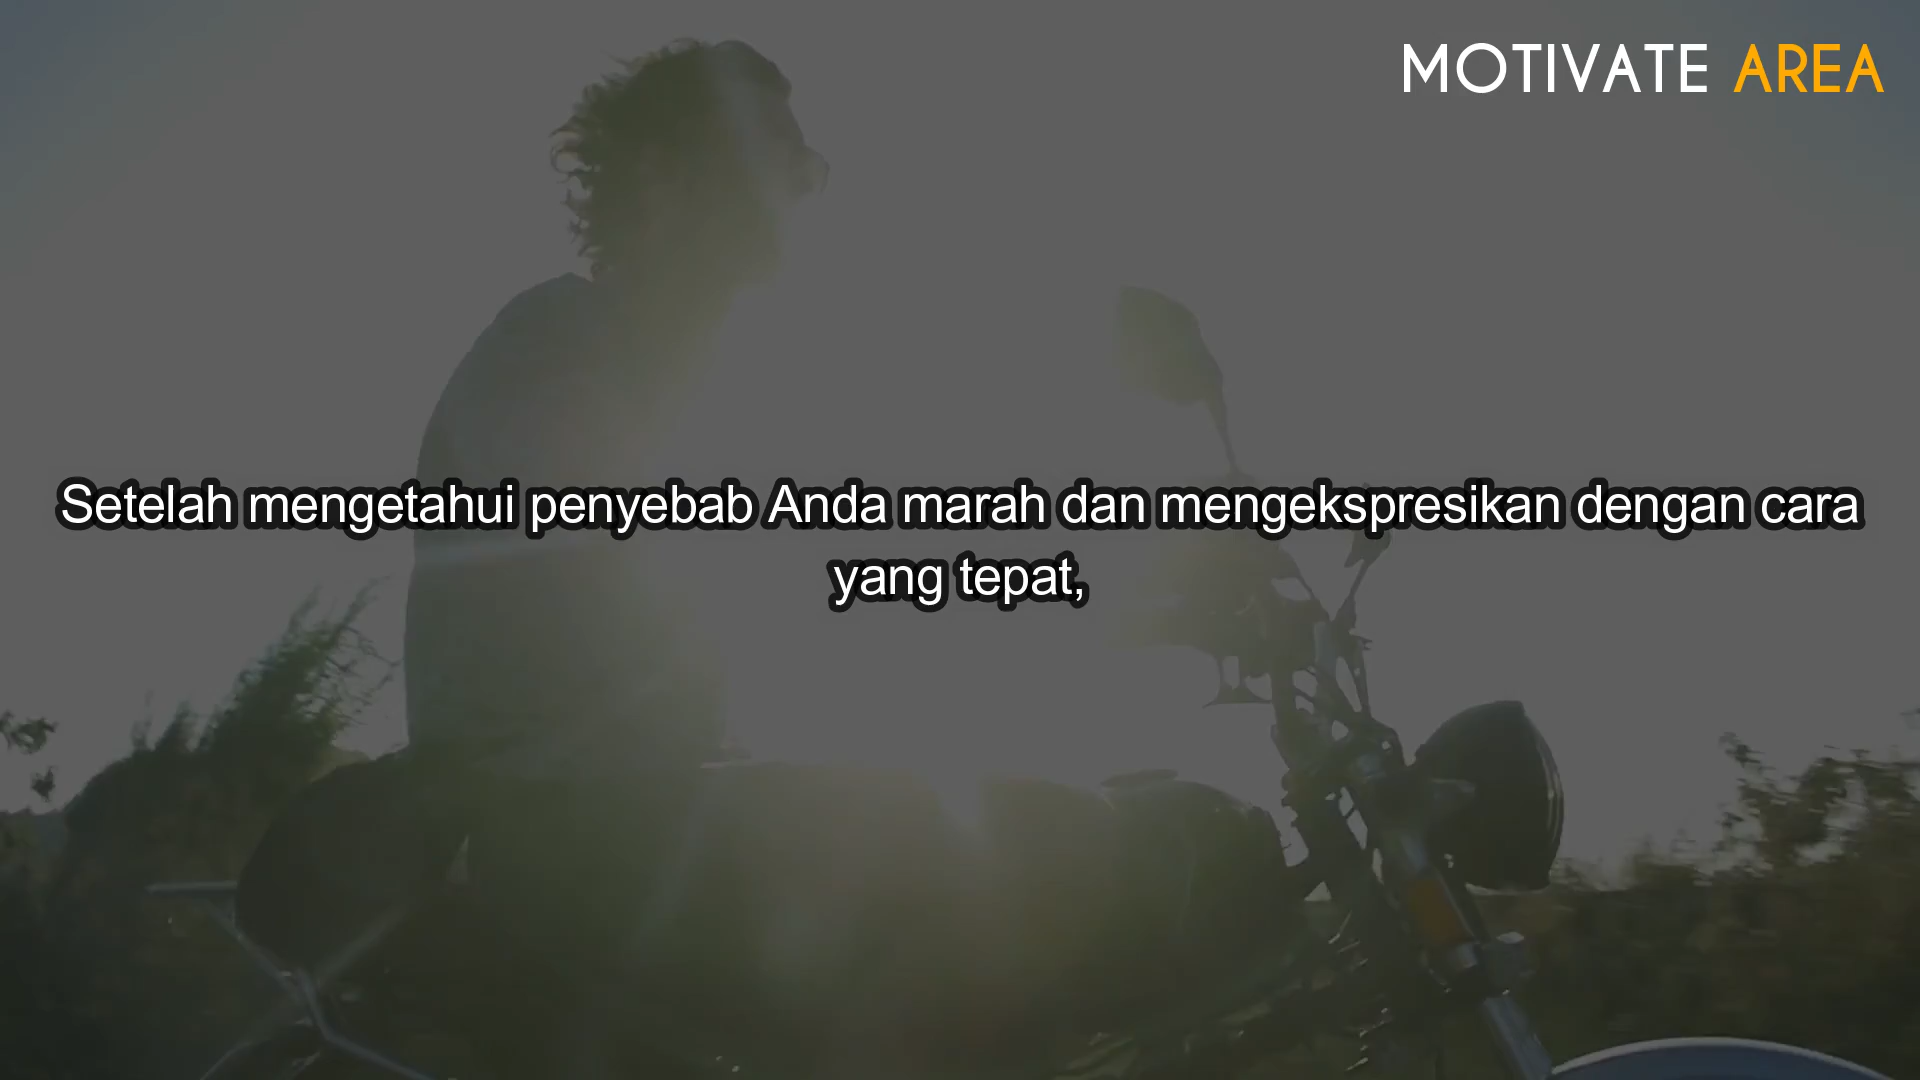 MOTIVATE AREA
Setelah mengetahui penyebab Anda marah dan mengekspresikan dengan cara
yang tepat,